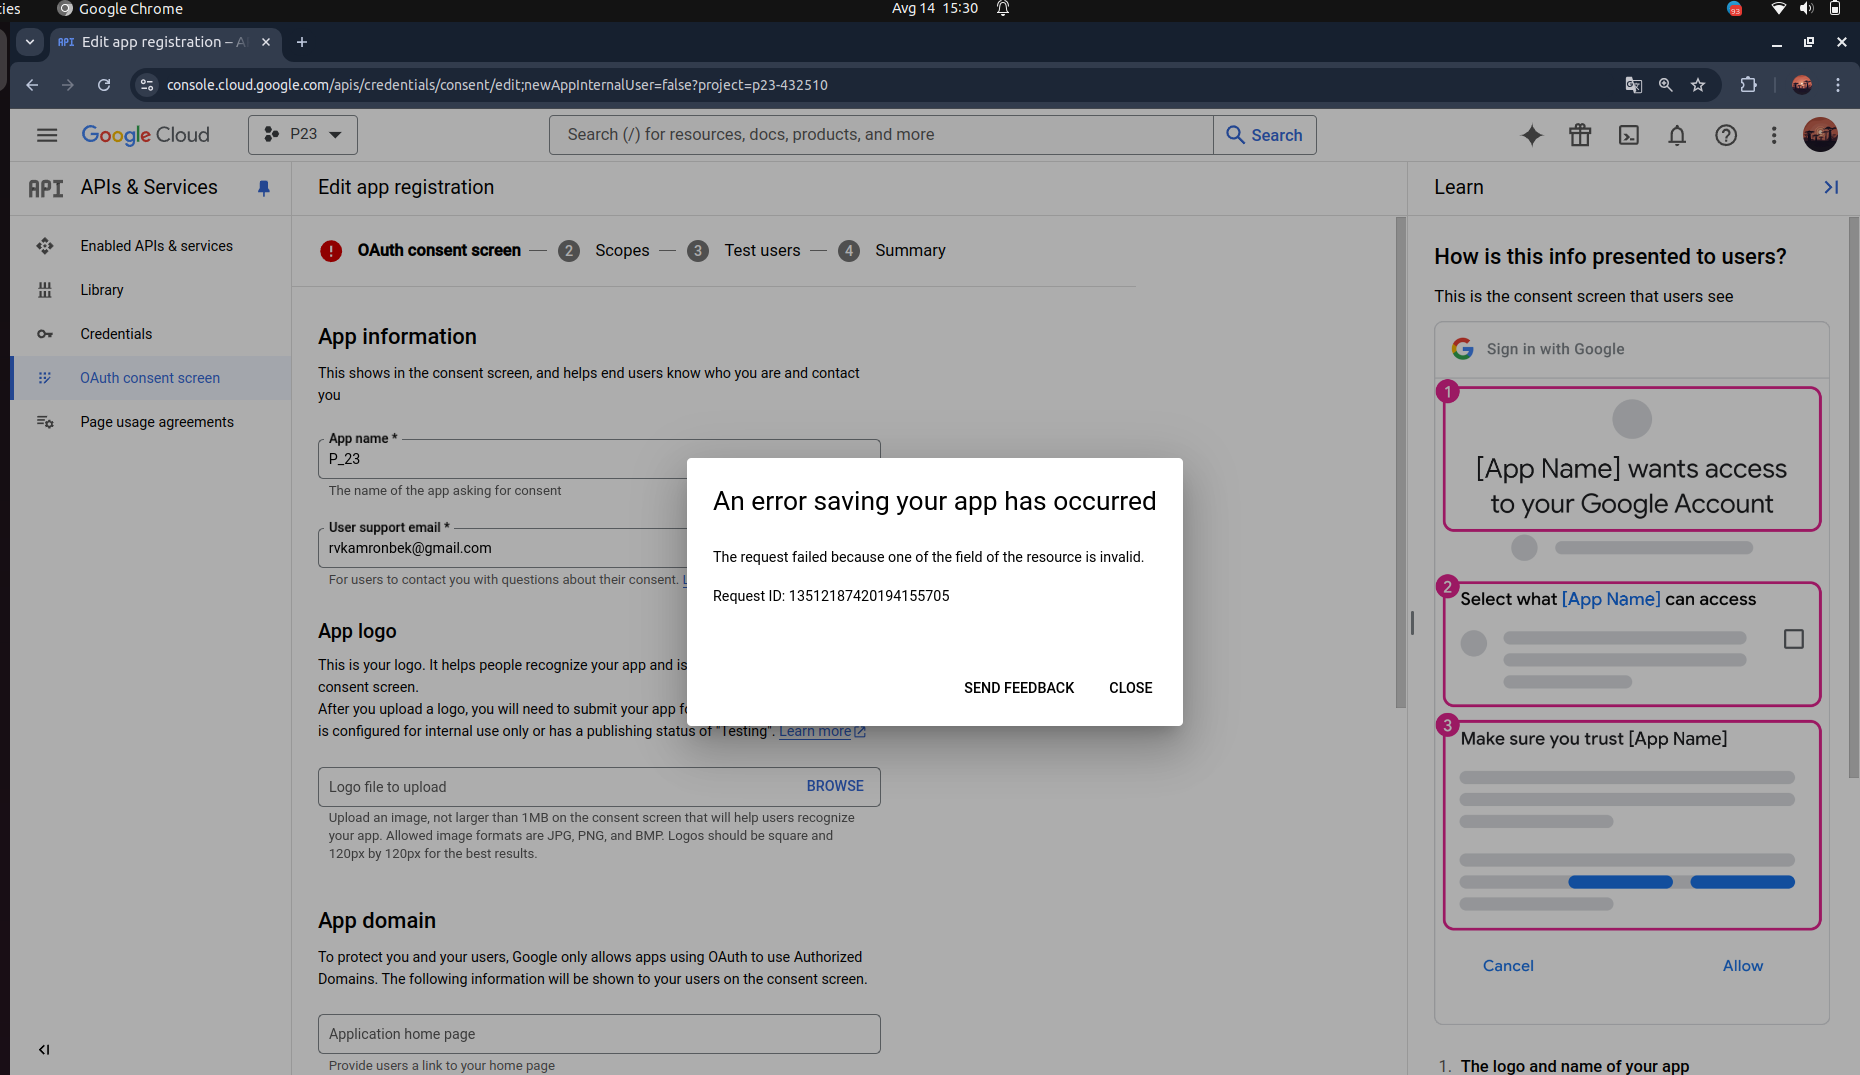 ies
Google Chrome
Avg 14 15:30
93
API Edit app registration – A
console.cloud.google.com/apis/credentials/consent/edit;newAppInternalUser=false?project=p23-432510
Google Cloud
P23
Search (/) for resources, docs, products, and more
Search
API APIs & Services
Edit app registration
Learn
Enabled APIs & services
Library
Credentials
OAuth consent screen
Page usage agreements
! OAuth consent screen — 2 Scopes — 3 Test users — 4 Summary
App information
This shows in the consent screen, and helps end users know who you are and contact
you
App name *
P_23
The name of the app asking for consent
User support email *
rvkamronbek@gmail.com
For users to contact you with questions about their consent. L
App logo
This is your logo. It helps people recognize your app and is
consent screen.
After you upload a logo, you will need to submit your app fo
is configured for internal use only or has a publishing status of "Testing". Learn more
Logo file to upload
BROWSE
Upload an image, not larger than 1MB on the consent screen that will help users recognize
your app. Allowed image formats are JPG, PNG, and BMP. Logos should be square and
120px by 120px for the best results.
App domain
To protect you and your users, Google only allows apps using OAuth to use Authorized
Domains. The following information will be shown to your users on the consent screen.
Application home page
Provide users a link to your home page
An error saving your app has occurred
The request failed because one of the field of the resource is invalid.
Request ID: 13512187420194155705
SEND FEEDBACK
CLOSE
How is this info presented to users?
This is the consent screen that users see
G Sign in with Google
1
[App Name] wants access
to your Google Account
2
Select what [App Name] can access
3
Make sure you trust [App Name]
Cancel
Allow
1. The logo and name of your app